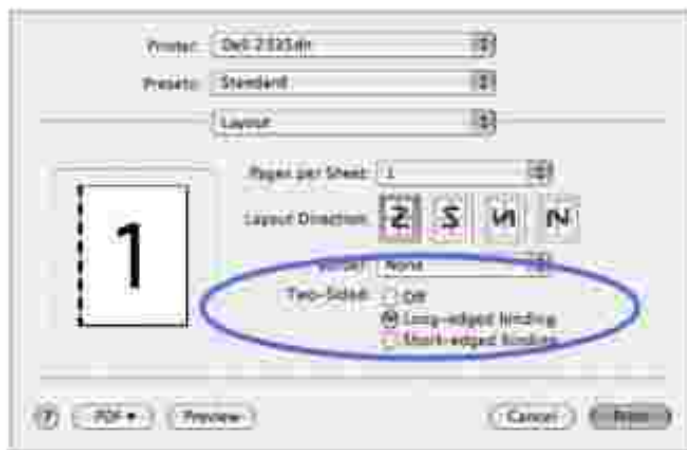 Printer: Dell 2335dn
Presets: Standard
Layout
Pages per Sheet: 1
1
Layout Direction:
Border: None
Two-Sided: Off
Long-edged binding
Short-edged binding
? PDF Preview Cancel Print